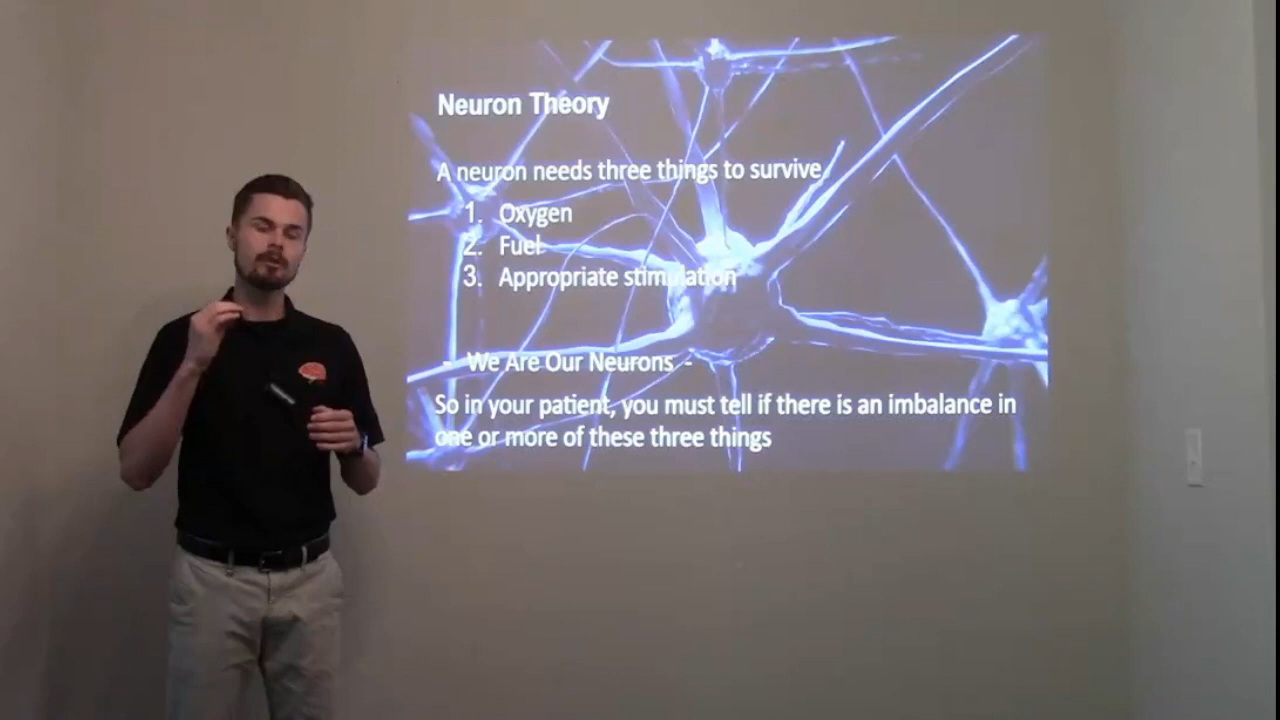 Neuron Theory
A neuron needs three things to survive
1. Oxygen
2. Fuel
3. Appropriate stimulation
- We Are Our Neurons -
So in your patient, you must tell if there is an imbalance in
one or more of these three things